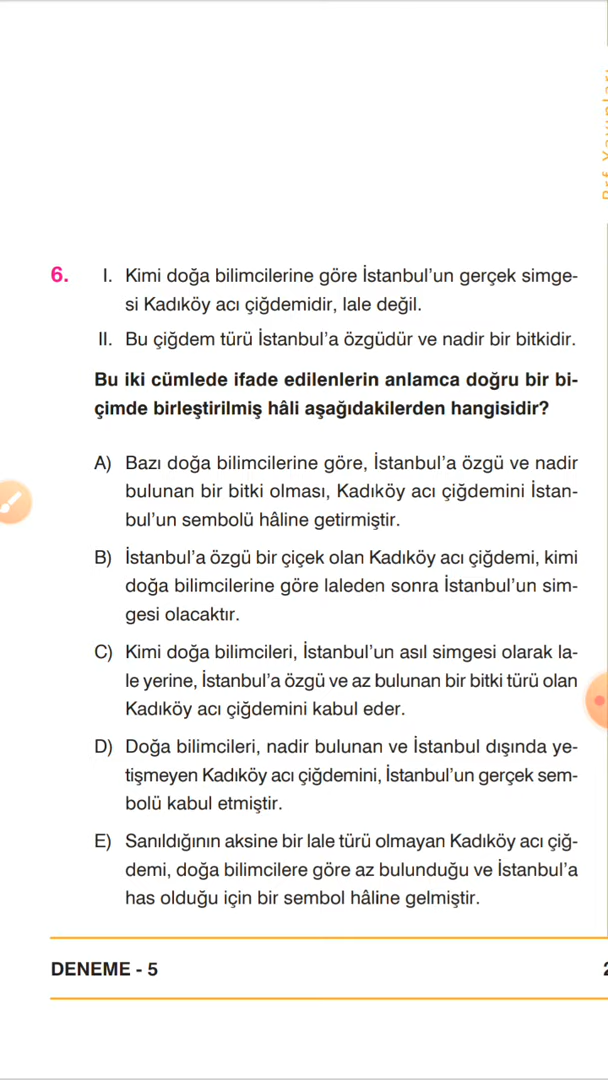 6. I. Kimi doğa bilimcilerine göre İstanbul'un gerçek simge-
si Kadıköy acı çiğdemidir, lale değil.
II. Bu çiğdem türü İstanbul'a özgüdür ve nadir bir bitkidir.
Bu iki cümlede ifade edilenlerin anlamca doğru bir bi-
çimde birleştirilmiş hâli aşağıdakilerden hangisidir?
A) Bazı doğa bilimcilerine göre, İstanbul'a özgü ve nadir
bulunan bir bitki olması, Kadıköy acı çiğdemini İstan-
bul'un sembolü hâline getirmiştir.
B) İstanbul'a özgü bir çiçek olan Kadıköy acı çiğdemi, kimi
doğa bilimcilerine göre laleden sonra İstanbul'un sim-
gesi olacaktır.
C) Kimi doğa bilimcileri, İstanbul'un asıl simgesi olarak la-
le yerine, İstanbul'a özgü ve az bulunan bir bitki türü olan
Kadıköy acı çiğdemini kabul eder.
D) Doğa bilimcileri, nadir bulunan ve İstanbul dışında ye-
tişmeyen Kadıköy acı çiğdemini, İstanbul'un gerçek sem-
bolü kabul etmiştir.
E) Sanıldığının aksine bir lale türü olmayan Kadıköy acı çiğ-
demi, doğa bilimcilere göre az bulunduğu ve İstanbul'a
has olduğu için bir sembol hâline gelmiştir.
DENEME - 5